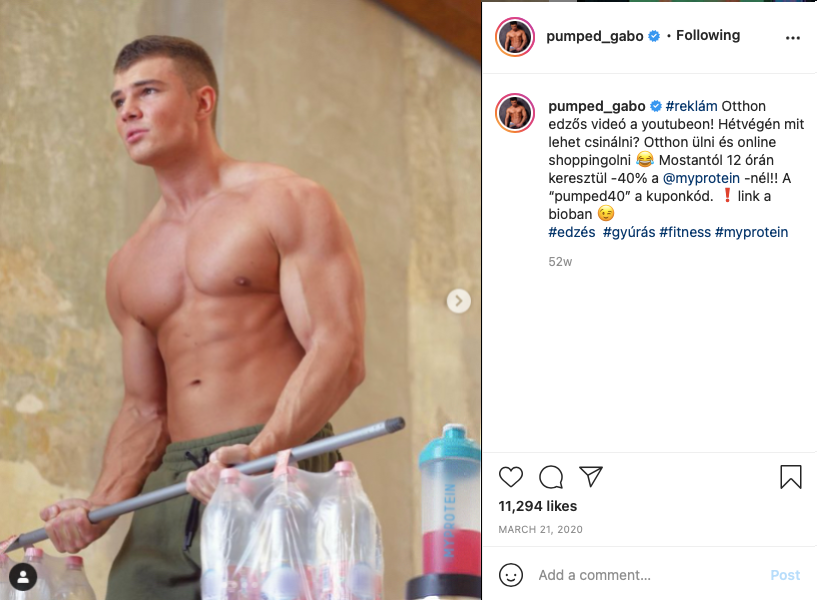 pumped_gabo • Following
pumped_gabo #reklám Otthon
edzős videó a youtubeon! Hétvégén mit
lehet csinálni? Otthon ülni és online
shoppingolni 😂 Mostantól 12 órán
keresztül -40% a @myprotein -nél!! A
“pumped40” a kuponkód. ❗link a
bioban 😉
#edzés #gyúrás #fitness #myprotein
52w
MYPROTEIN
11,294 likes
MARCH 21, 2020
Add a comment... Post